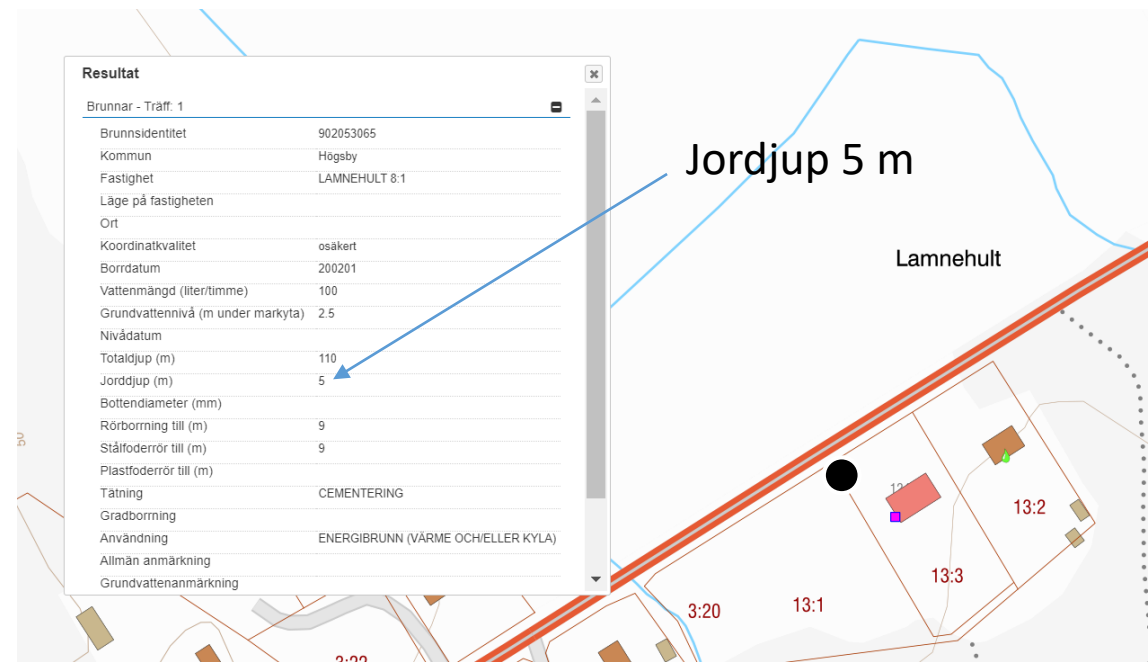 Resultat
Brunnar - Träff: 1
Brunnsidentitet 902053065
Kommun Högsby
Fastighet LAMNEHULT 8:1
Läge på fastigheten
Ort
Koordinatkvalitet osäkert
Borrdatum 200201
Vattenmängd (liter/timme) 100
Grundvattennivå (m under markyta) 2.5
Nivådatum
Totaldjup (m) 110
Jorddjup (m) 5
Bottendiameter (mm)
Rörborrning till (m) 9
Stålfoderrör till (m) 9
Plastfoderrör till (m)
Tätning CEMENTERING
Gradborrning
Användning ENERGIBRUNN (VÄRME OCH/ELLER KYLA)
Allmän anmärkning
Grundvattenanmärkning
Jordjup 5 m
Lamnehult
50
13:2
13:3
13:1
3:20
3:22